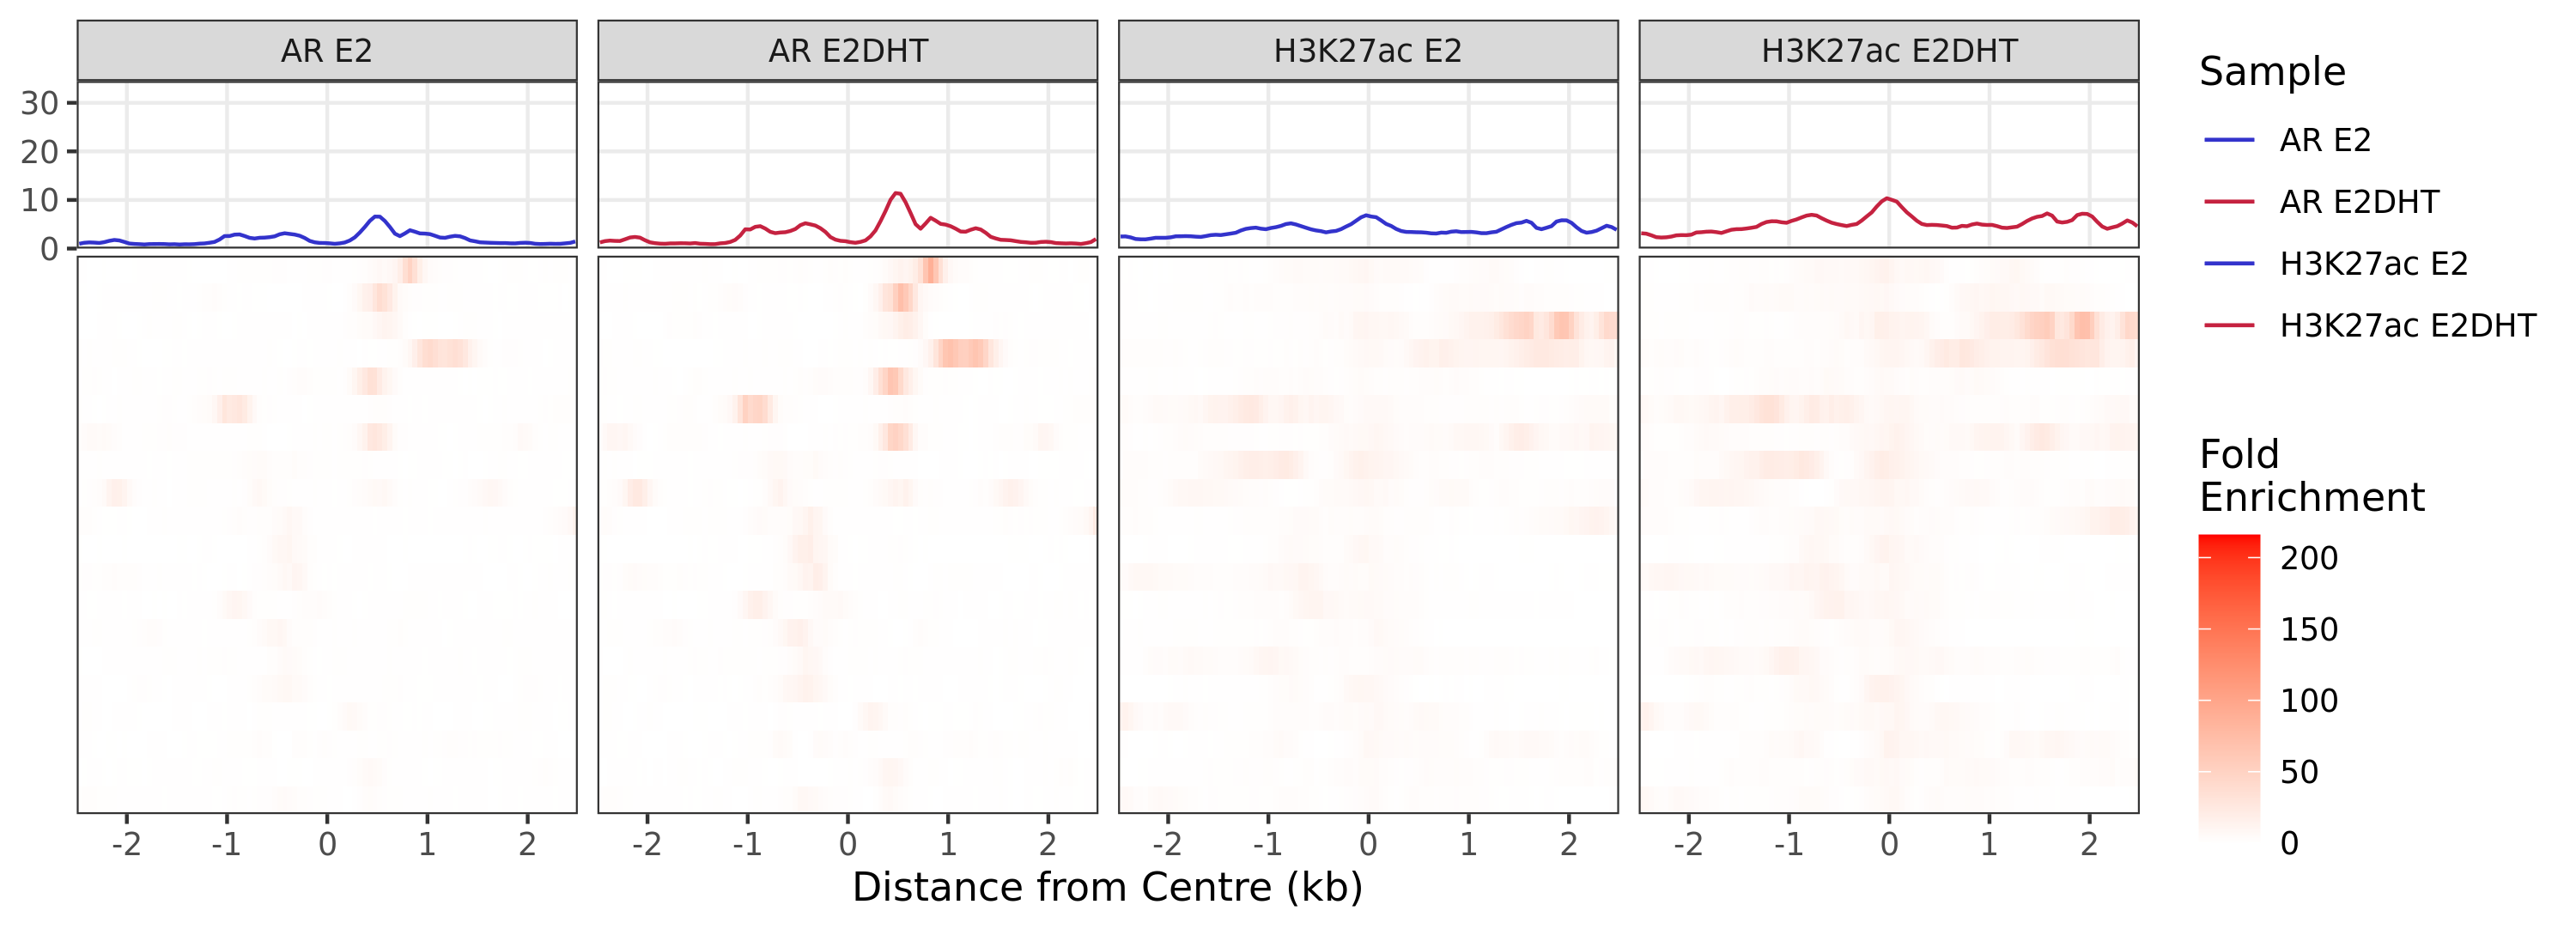 AR E2
AR E2DHT
H3K27ac E2
H3K27ac E2DHT
30
20
10
0
-2 -1 0 1 2
-2 -1 0 1 2
-2 -1 0 1 2
-2 -1 0 1 2
Distance from Centre (kb)
Sample
AR E2
AR E2DHT
H3K27ac E2
H3K27ac E2DHT
Fold
Enrichment
200
150
100
50
0